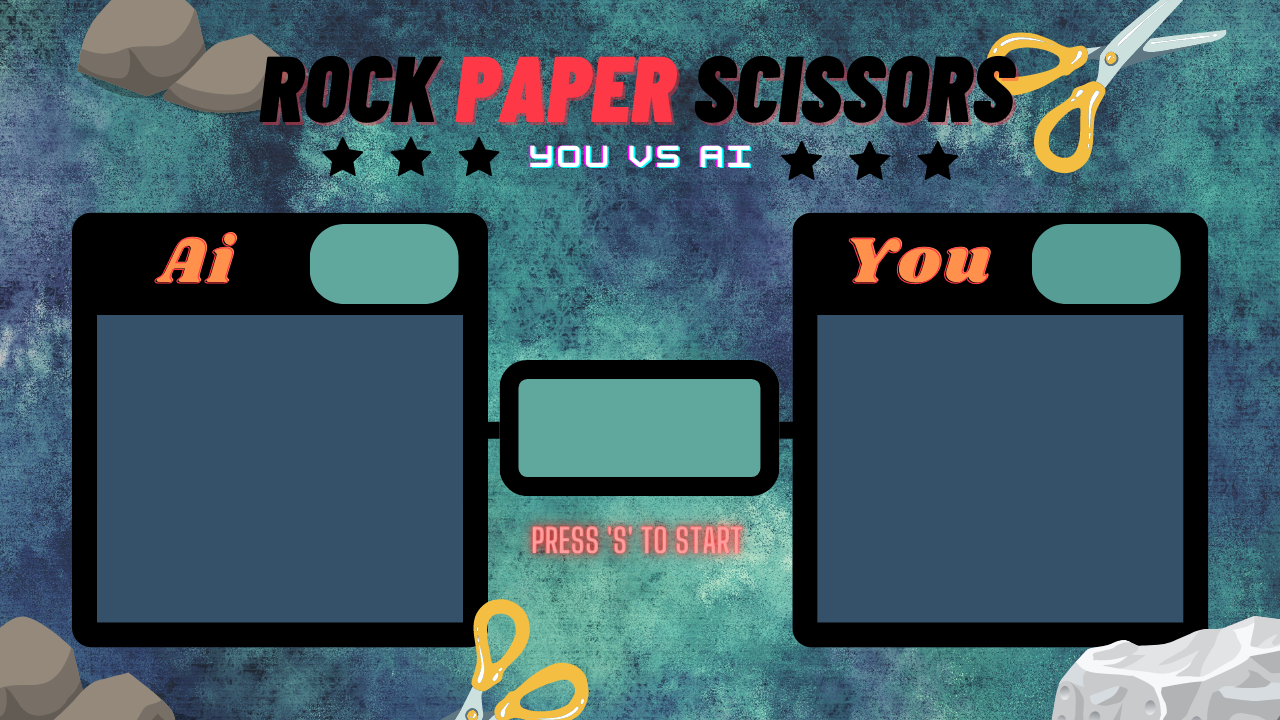 ROCK PAPER SCISSORS
YOU VS AI
Ai
You
PRESS 'S' TO START